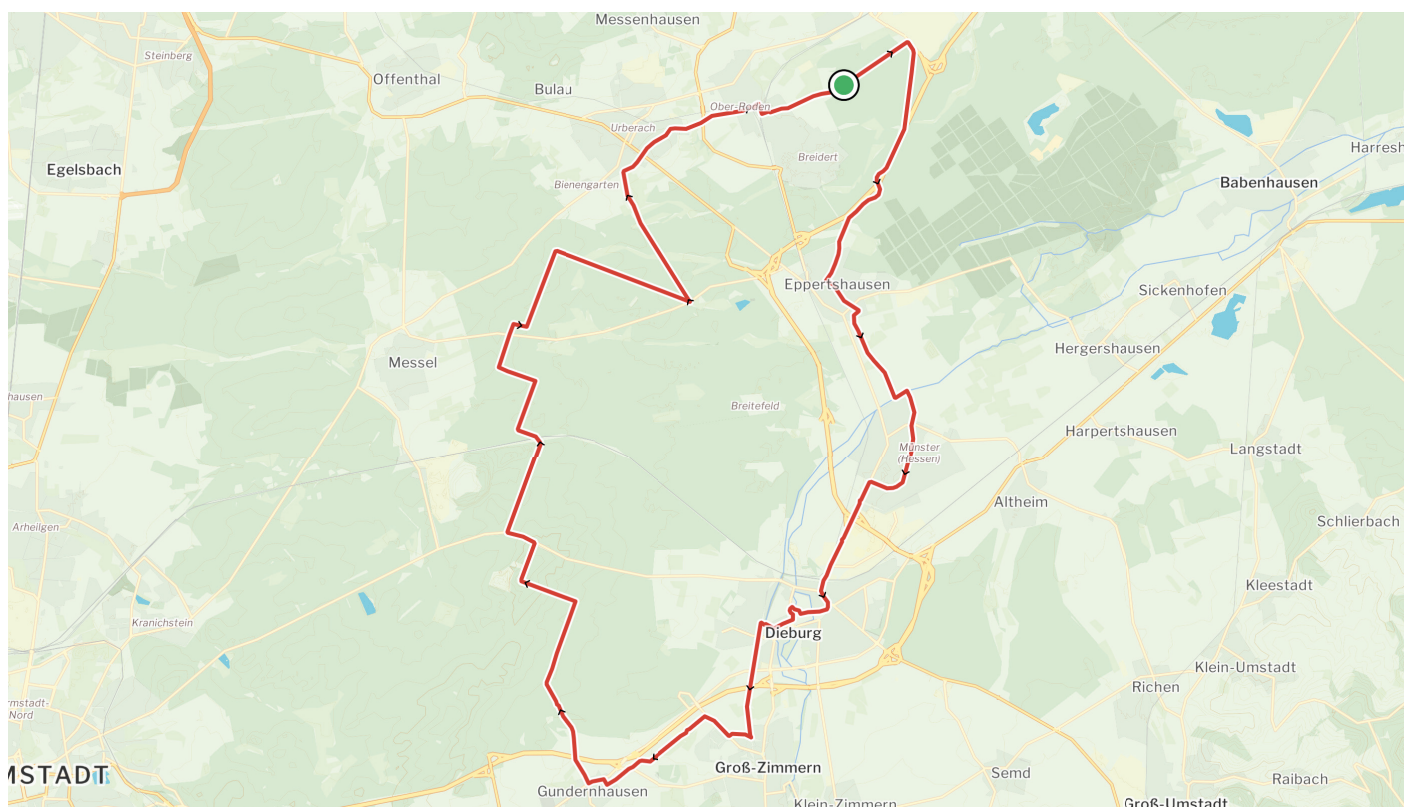 Messenhausen
Steinberg
Offenthal
Bulau
Ober-Roden
Urberach
Breidert
Harresh
Egelsbach
Bienengarten
Babenhausen
Eppertshausen
Sickenhofen
Messel
Hergershausen
hausen
Breitefeld
Harpertshausen
Münster
(Hessen)
Langstadt
Altheim
Arheilgen
Schlierbach
Kleestadt
Kranichstein
Dieburg
Klein-Umstadt
Richen
rmstadt-
Nord
MSTADT
Groß-Zimmern
Semd
Raibach
Gundernhausen
Klein-Zimmern
Groß-Umstadt